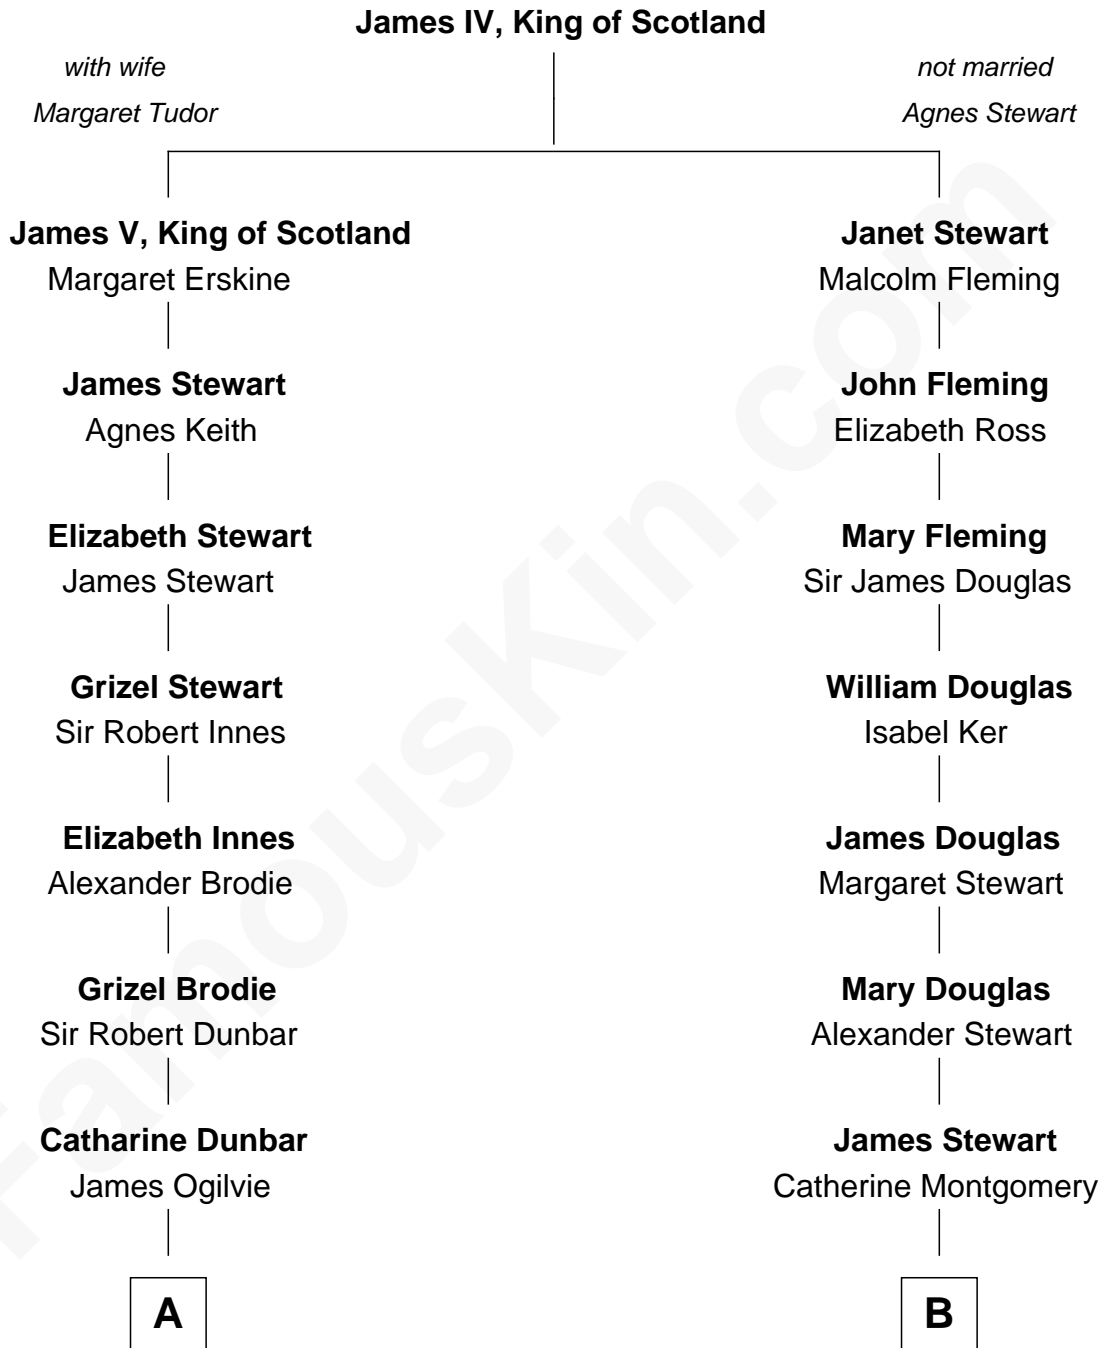 James IV, King of Scotland
with wife
Margaret Tudor
not married
Agnes Stewart
James V, King of Scotland
Margaret Erskine
Janet Stewart
Malcolm Fleming
James Stewart
Agnes Keith
John Fleming
Elizabeth Ross
Elizabeth Stewart
James Stewart
Mary Fleming
Sir James Douglas
Grizel Stewart
Sir Robert Innes
William Douglas
Isabel Ker
Elizabeth Innes
Alexander Brodie
James Douglas
Margaret Stewart
Grizel Brodie
Sir Robert Dunbar
Mary Douglas
Alexander Stewart
Catharine Dunbar
James Ogilvie
James Stewart
Catherine Montgomery
A
B
FamousKin.com